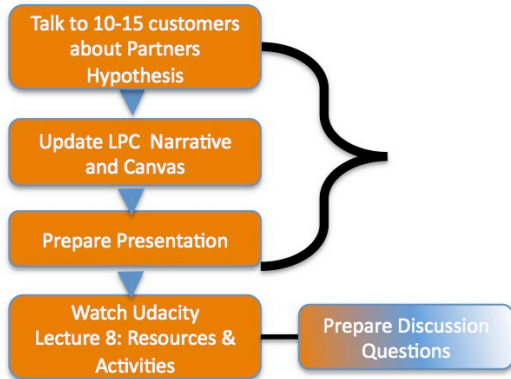 Talk to 10-15 customers
about Partners
Hypothesis
Update LPC Narrative
and Canvas
Prepare Presentation
Watch Udacity
Lecture 8: Resources &
Activities
Prepare Discussion
Questions